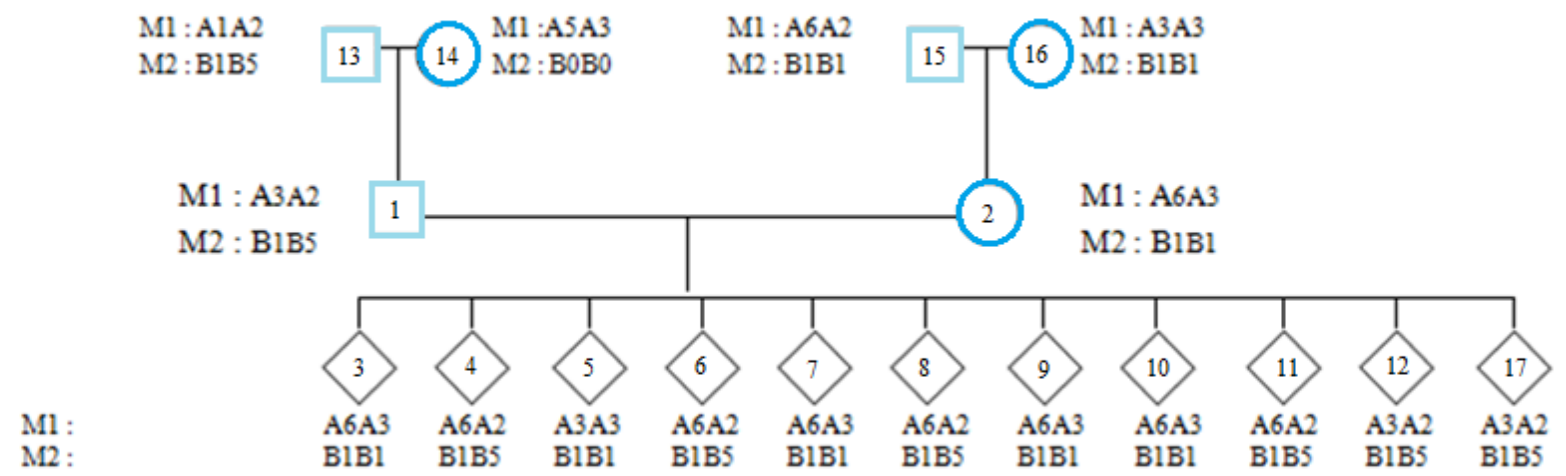 M1 : A1A2 13 14 M1 :A5A3 M1 : A6A2 15 16 M1 : A3A3
M2 : B1B5 M2 : B0B0 M2 : B1B1 M2 : B1B1
M1 : A3A2 1 2 M1 : A6A3
M2 : B1B5 M2 : B1B1
3 4 5 6 7 8 9 10 11 12 17
M1 : A6A3 A6A2 A3A3 A6A2 A6A3 A6A2 A6A3 A6A3 A6A2 A3A2 A3A2
M2 : B1B1 B1B5 B1B1 B1B5 B1B1 B1B5 B1B1 B1B1 B1B5 B1B5 B1B5